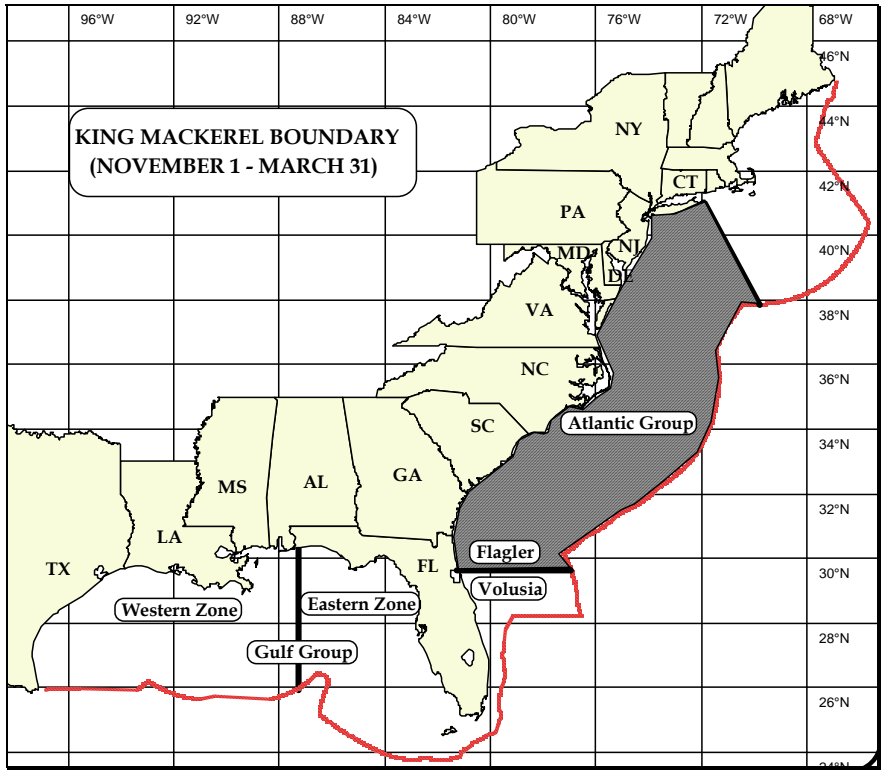 96°W 92°W 88°W 84°W 80°W 76°W 72°W 68°W
46°N
44°N
42°N
40°N
38°N
36°N
34°N
32°N
30°N
28°N
26°N
24°N
KING MACKEREL BOUNDARY
(NOVEMBER 1 - MARCH 31)
NY
CT
PA
NJ
MD
DE
VA
NC
SC
GA
AL
MS
LA
TX
FL
Atlantic Group
Flagler
Volusia
Western Zone
Eastern Zone
Gulf Group